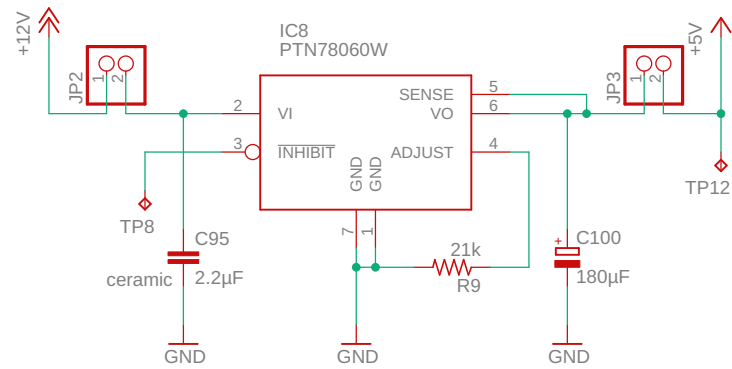 +12V
JP2
1
2
IC8
PTN78060W
2
VI
3
INHIBIT
SENSE
5
VO
6
ADJUST
4
GND
GND
7
1
JP3
1
2
+5V
TP12
TP8
C95
ceramic
2.2µF
21k
R9
+
C100
180µF
GND
GND
GND